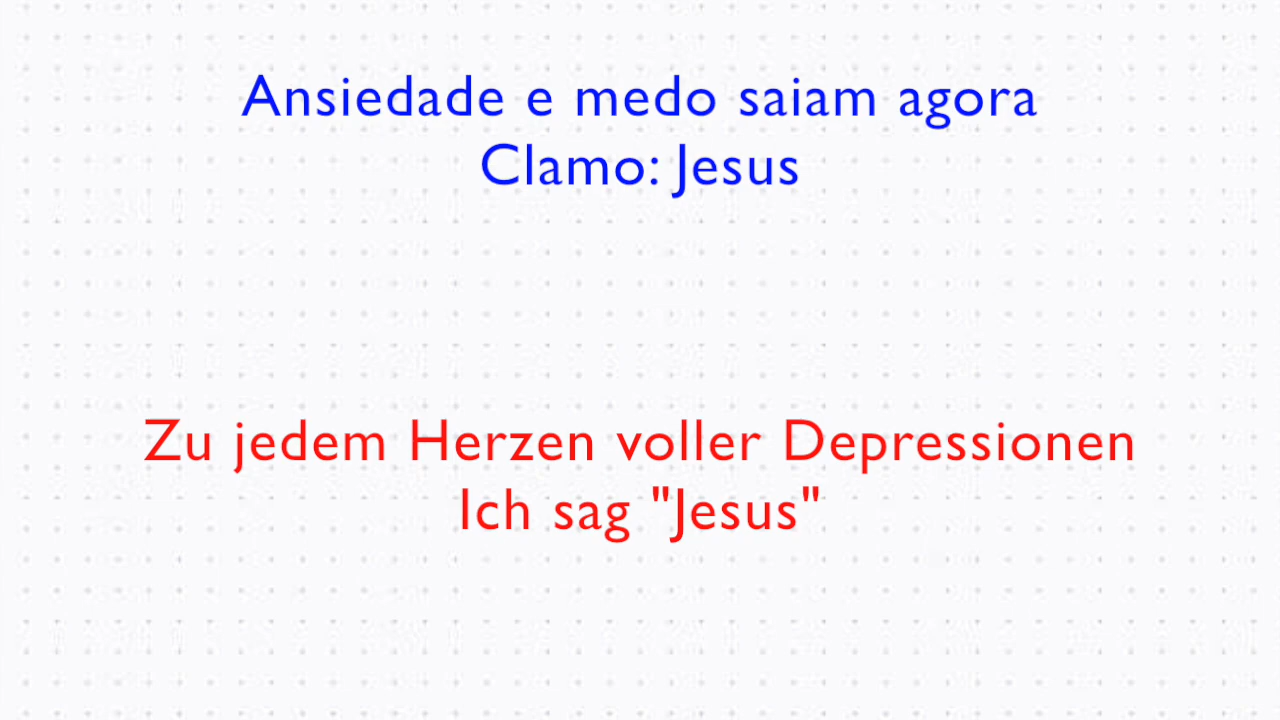 Ansiedade e medo saiam agora
Clamo: Jesus
Zu jedem Herzen voller Depressionen
Ich sag "Jesus"